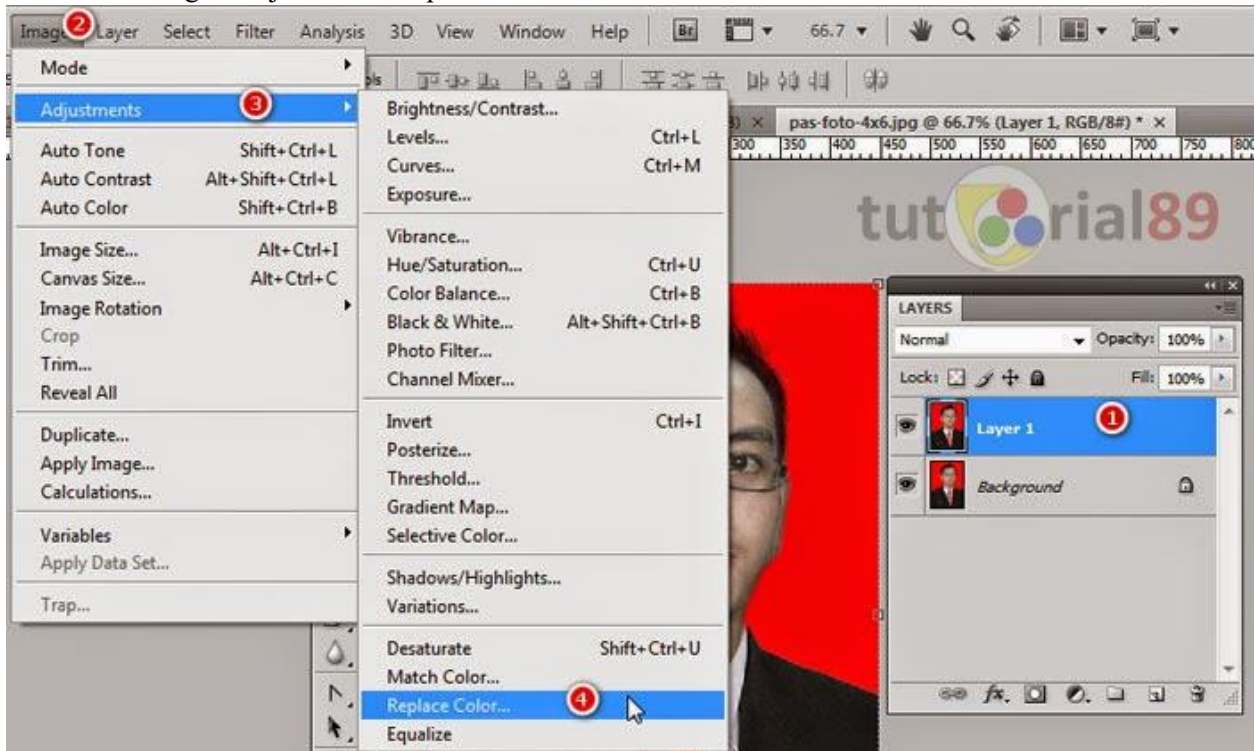 Image Layer Select Filter Analysis 3D View Window Help Br 66.7
2
Mode
Adjustments 3
Auto Tone Shift+Ctrl+L
Auto Contrast Alt+Shift+Ctrl+L
Auto Color Shift+Ctrl+B
Image Size... Alt+Ctrl+I
Canvas Size... Alt+Ctrl+C
Image Rotation
Crop
Trim...
Reveal All
Duplicate...
Apply Image...
Calculations...
Variables
Apply Data Set...
Trap...
Brightness/Contrast...
Levels... Ctrl+L
Curves... Ctrl+M
Exposure...
Vibrance...
Hue/Saturation... Ctrl+U
Color Balance... Ctrl+B
Black & White... Alt+Shift+Ctrl+B
Photo Filter...
Channel Mixer...
Invert Ctrl+I
Posterize...
Threshold...
Gradient Map...
Selective Color...
Shadows/Highlights...
Variations...
Desaturate Shift+Ctrl+U
Match Color...
Replace Color... 4
Equalize
pas-foto-4x6.jpg @ 66.7% (Layer 1, RGB/8#) * ×
300 350 400 450 500 550 600 650 700 750 800
tutorial89
LAYERS
Normal Opacity: 100%
Lock: Fill: 100%
Layer 1 1
Background
fx.